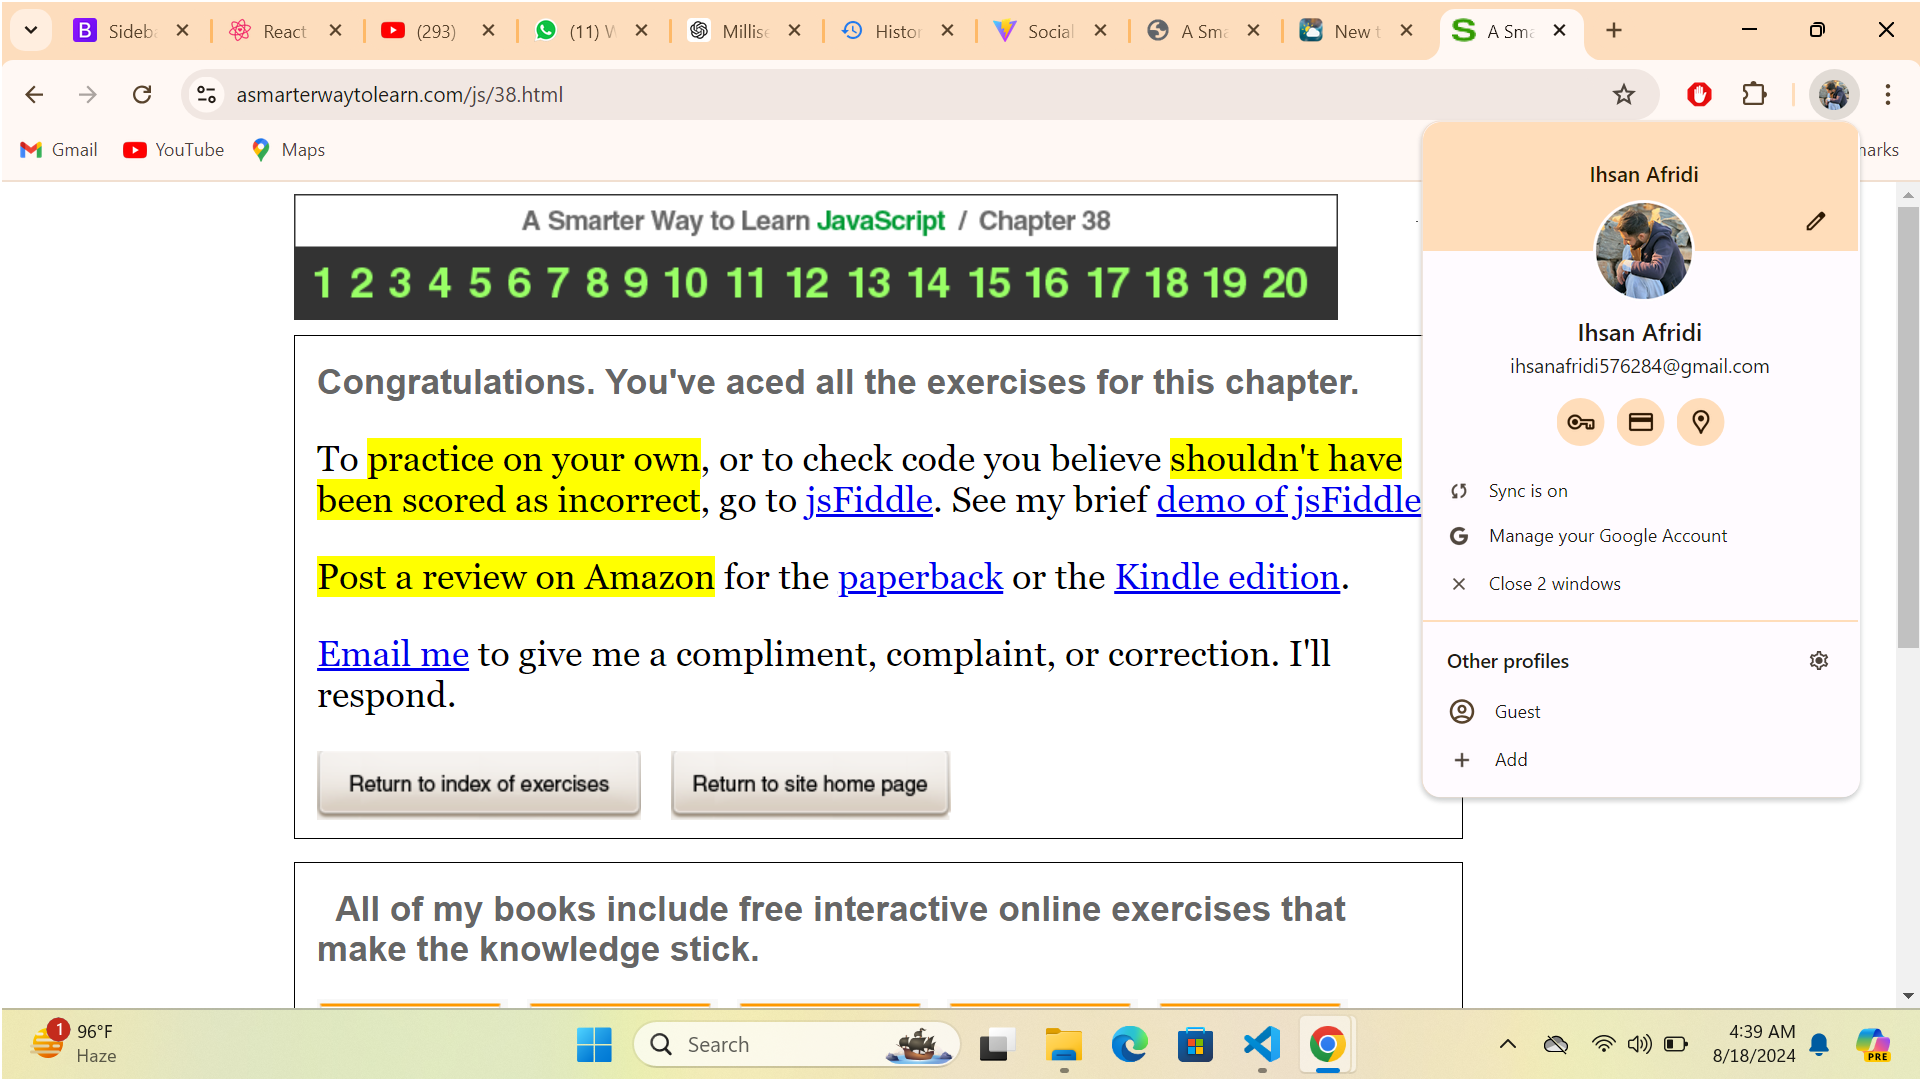 Sideba
React
(293)
(11) W
Millise
Histor
Social
A Sma
New t
A Sma
asmarterwaytolearn.com/js/38.html
Gmail
YouTube
Maps
narks
A Smarter Way to Learn JavaScript / Chapter 38
1 2 3 4 5 6 7 8 9 10 11 12 13 14 15 16 17 18 19 20
Congratulations. You've aced all the exercises for this chapter.
To practice on your own, or to check code you believe shouldn't have
been scored as incorrect, go to jsFiddle. See my brief demo of jsFiddle
Post a review on Amazon for the paperback or the Kindle edition.
Email me to give me a compliment, complaint, or correction. I'll
respond.
Return to index of exercises
Return to site home page
All of my books include free interactive online exercises that
make the knowledge stick.
Ihsan Afridi
Ihsan Afridi
ihsanafridi576284@gmail.com
Sync is on
Manage your Google Account
Close 2 windows
Other profiles
Guest
Add
1
96°F
Haze
Search
4:39 AM
8/18/2024
PRE